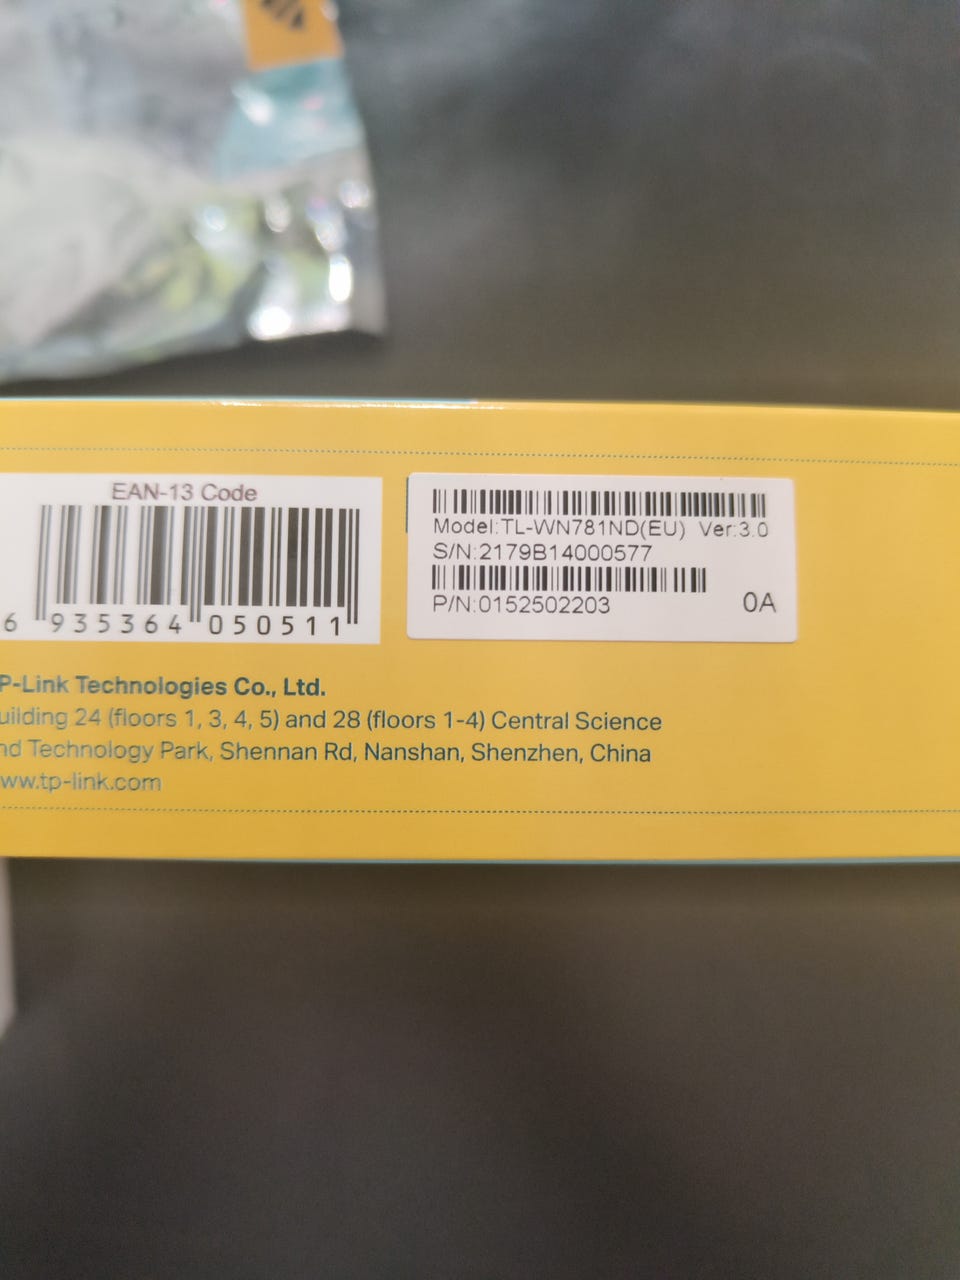 EAN-13 Code
6 935364 050511
Model:TL-WN781ND(EU) Ver:3.0
S/N:2179B14000577
P/N:0152502203
0A
P-Link Technologies Co., Ltd.
uilding 24 (floors 1, 3, 4, 5) and 28 (floors 1-4) Central Science
nd Technology Park, Shennan Rd, Nanshan, Shenzhen, China
ww.tp-link.com